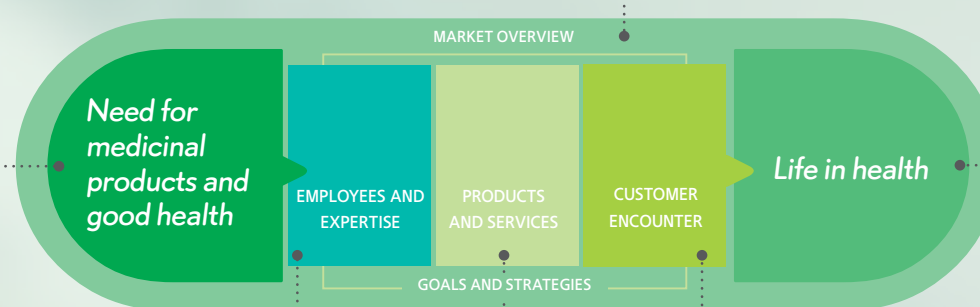 MARKET OVERVIEW
Need for
medicinal
products and
good health
EMPLOYEES AND
EXPERTISE
PRODUCTS
AND SERVICES
CUSTOMER
ENCOUNTER
Life in health
GOALS AND STRATEGIES